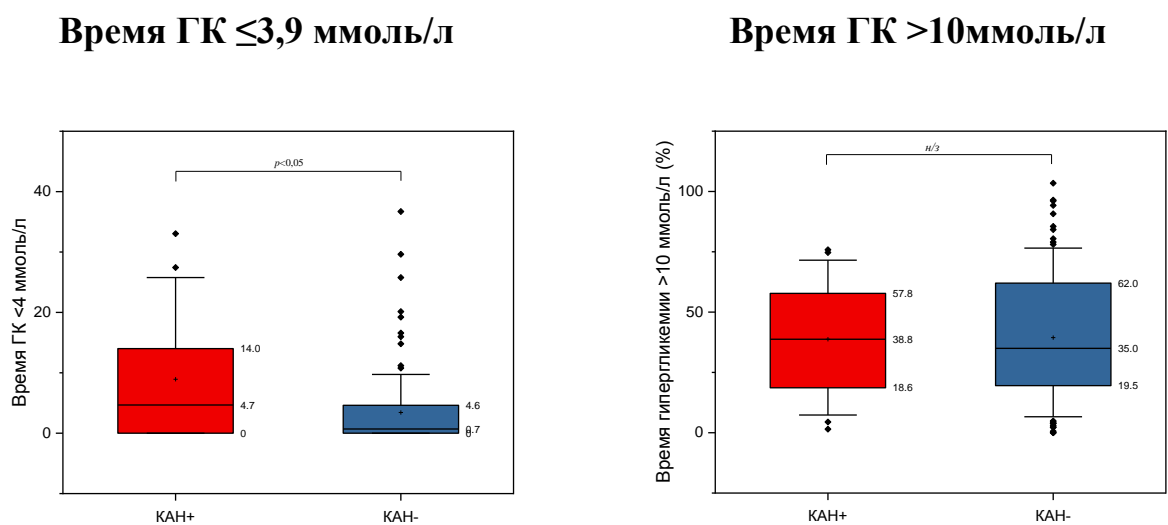 Время ГК ≤3,9 ммоль/л
Время ГК >10ммоль/л
Время ГК <4 ммоль/л
40
20
0
p<0,05
14.0
4.7
0
4.6
0.7
0
КАН+
КАН-
Время гипергликемии >10 ммоль/л (%)
100
50
0
н/з
57.8
38.8
18.6
62.0
35.0
19.5
КАН+
КАН-